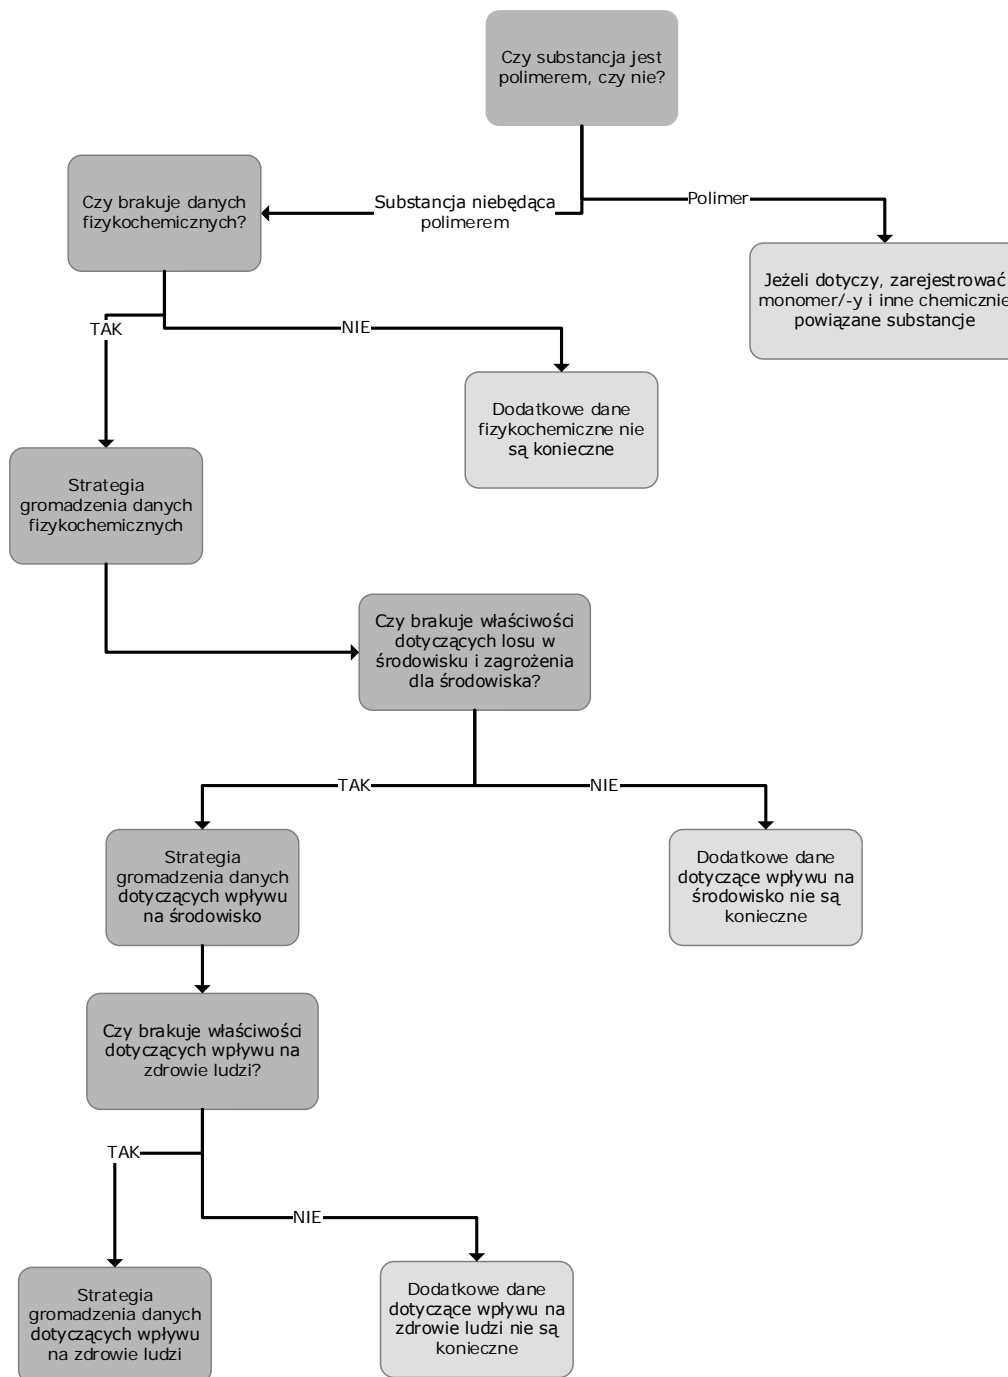 Czy substancja jest
polimerem, czy nie?
Czy brakuje danych
fizykochemicznych?
Substancja niebędąca
polimerem
Polimer
Jeżeli dotyczy, zarejestrować
monomer/-y i inne chemicznie
powiązane substancje
TAK
NIE
Dodatkowe dane
fizykochemiczne nie
są konieczne
Strategia
gromadzenia danych
fizykochemicznych
Czy brakuje właściwości
dotyczących losu w
środowisku i zagrożenia
dla środowiska?
TAK
NIE
Strategia
gromadzenia danych
dotyczących wpływu
na środowisko
Dodatkowe dane
dotyczące wpływu na
środowisko nie są
konieczne
Czy brakuje właściwości
dotyczących wpływu na
zdrowie ludzi?
TAK
NIE
Strategia
gromadzenia danych
dotyczących wpływu
na zdrowie ludzi
Dodatkowe dane
dotyczące wpływu na
zdrowie ludzi nie są
konieczne